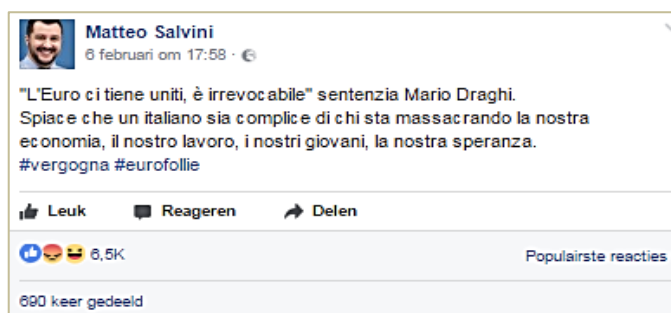 Matteo Salvini
6 februari om 17:58 ·
"L'Euro ci tiene uniti, è irrevocabile" sentenzia Mario Draghi.
Spiace che un italiano sia complice di chi sta massacrando la nostra
economia, il nostro lavoro, i nostri giovani, la nostra speranza.
#vergogna #eurofollie
Leuk Reageren Delen
6,5K Populairste reacties
690 keer gedeeld